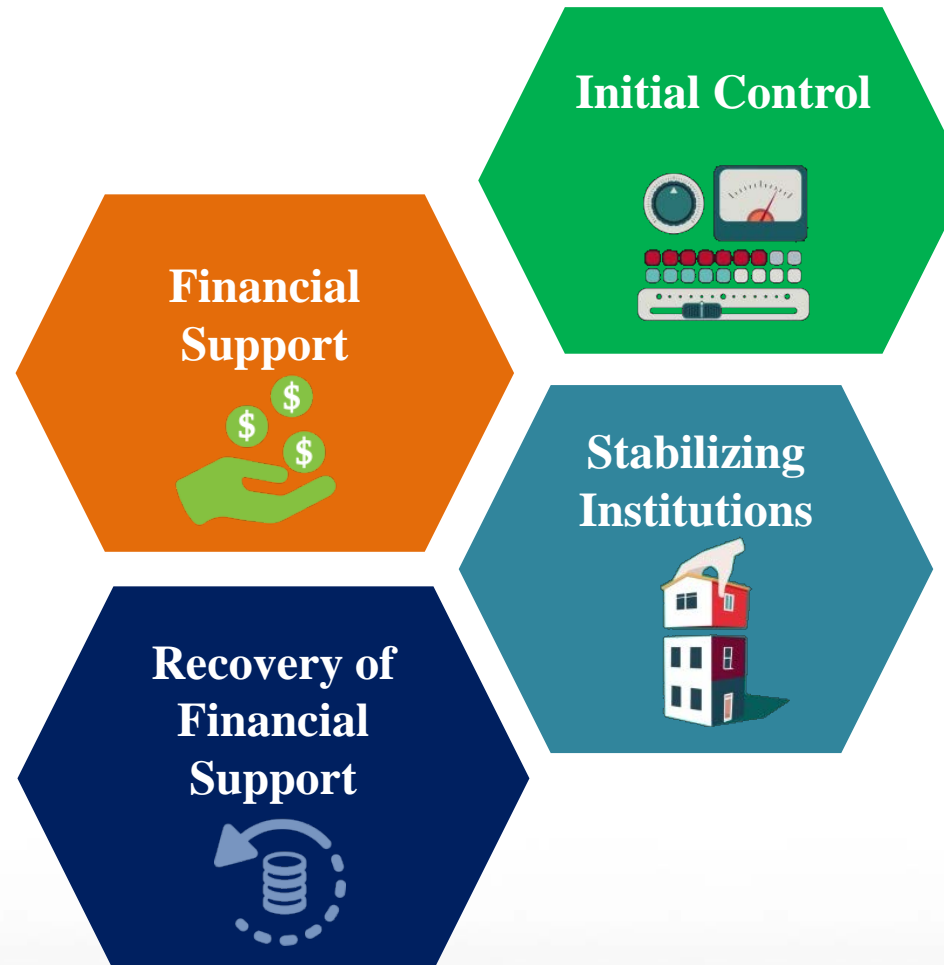 Initial Control
Financial
Support
$
$
$
Stabilizing
Institutions
Recovery of
Financial
Support